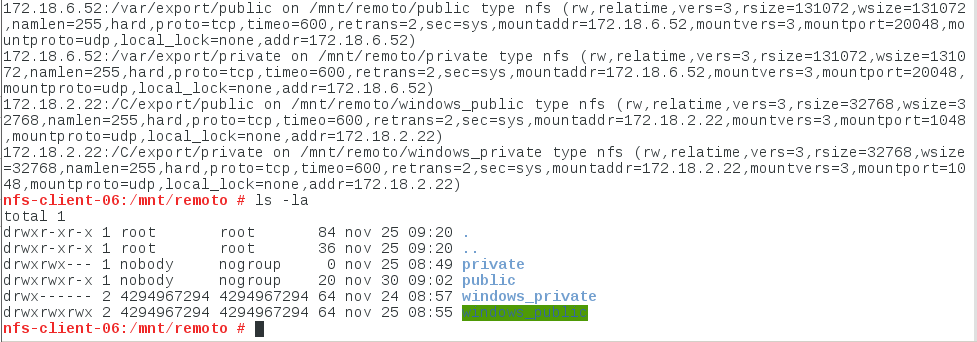 172.18.6.52:/var/export/public on /mnt/remoto/public type nfs (rw,relatime,vers=3,rsize=131072,wsize=131072
,namlen=255,hard,proto=tcp,timeo=600,retrans=2,sec=sys,mountaddr=172.18.6.52,mountvers=3,mountport=20048,m
ountproto=udp,local_lock=none,addr=172.18.6.52)
172.18.6.52:/var/export/private on /mnt/remoto/private type nfs (rw,relatime,vers=3,rsize=131072,wsize=1310
72,namlen=255,hard,proto=tcp,timeo=600,retrans=2,sec=sys,mountaddr=172.18.6.52,mountvers=3,mountport=20048,
mountproto=udp,local_lock=none,addr=172.18.6.52)
172.18.2.22:/C/export/public on /mnt/remoto/windows_public type nfs (rw,relatime,vers=3,rsize=32768,wsize=3
2768,namlen=255,hard,proto=tcp,timeo=600,retrans=2,sec=sys,mountaddr=172.18.2.22,mountvers=3,mountport=1048
,mountproto=udp,local_lock=none,addr=172.18.2.22)
172.18.2.22:/C/export/private on /mnt/remoto/windows_private type nfs (rw,relatime,vers=3,rsize=32768,wsize
=32768,namlen=255,hard,proto=tcp,timeo=600,retrans=2,sec=sys,mountaddr=172.18.2.22,mountvers=3,mountport=10
48,mountproto=udp,local_lock=none,addr=172.18.2.22)
nfs-client-06:/mnt/remoto # ls -la
total 1
drwxr-xr-x 1 root       root       84 nov 25 09:20 .
drwxr-xr-x 1 root       root       36 nov 25 09:20 ..
drwxrwx--- 1 nobody     nogroup     0 nov 25 08:49 private
drwxrwxr-x 1 nobody     nogroup    20 nov 30 09:02 public
drwx------ 2 4294967294 4294967294 64 nov 24 08:57 windows_private
drwxrwxrwx 2 4294967294 4294967294 64 nov 25 08:55 windows_public
nfs-client-06:/mnt/remoto #